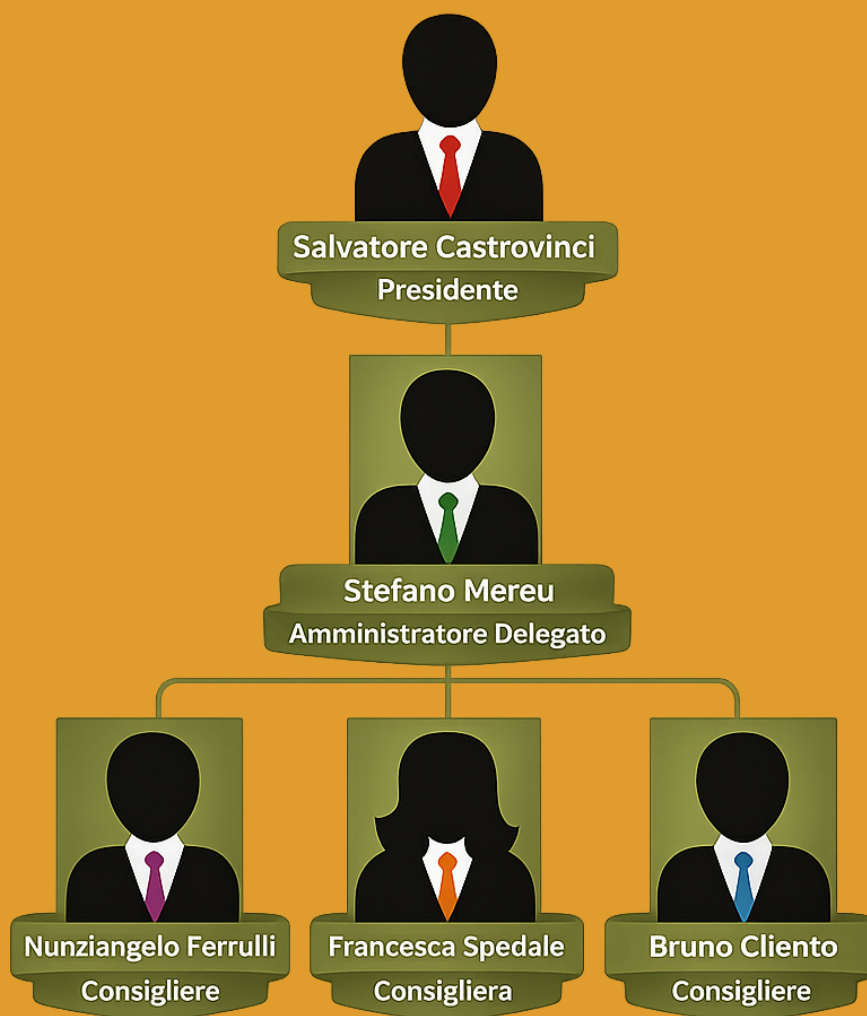 Salvatore Castrovinci
Presidente
Stefano Mereu
Amministratore Delegato
Nunziangelo Ferrulli
Consigliere
Francesca Spedale
Consigliera
Bruno Cliento
Consigliere